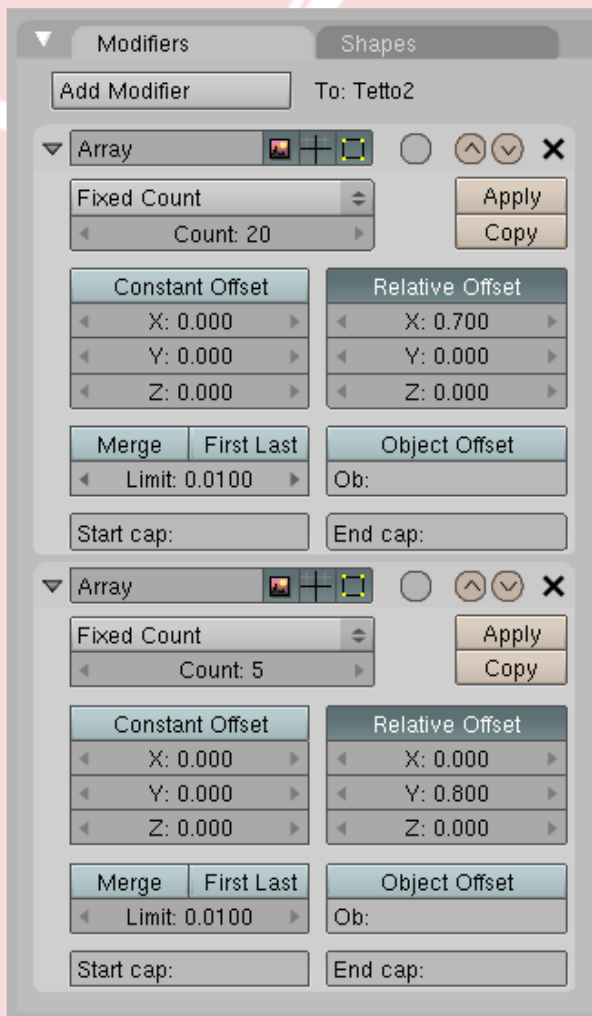 Modifiers Shapes
Add Modifier To: Tetto2
Array
Fixed Count Apply
Count: 20 Copy
Constant Offset Relative Offset
X: 0.000 X: 0.700
Y: 0.000 Y: 0.000
Z: 0.000 Z: 0.000
Merge First Last Object Offset
Limit: 0.0100 Ob:
Start cap: End cap:
Array
Fixed Count Apply
Count: 5 Copy
Constant Offset Relative Offset
X: 0.000 X: 0.000
Y: 0.000 Y: 0.800
Z: 0.000 Z: 0.000
Merge First Last Object Offset
Limit: 0.0100 Ob:
Start cap: End cap: